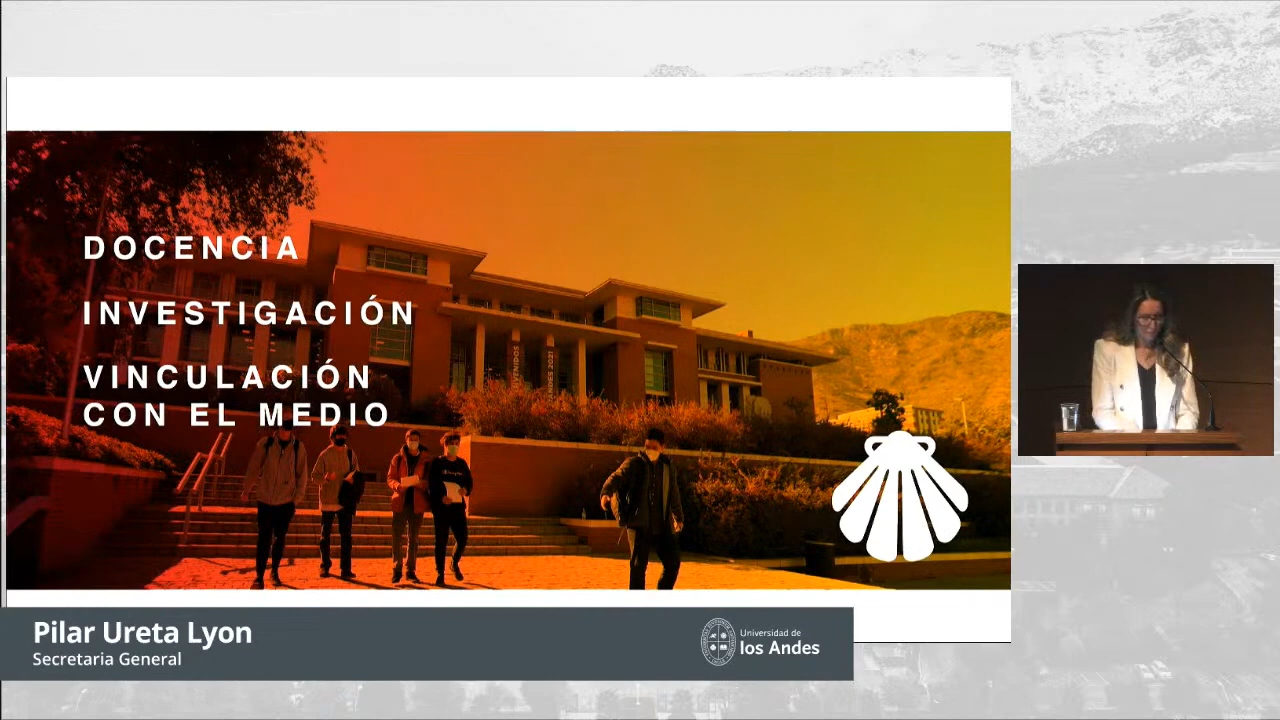 DOCENCIA
INVESTIGACIÓN
VINCULACIÓN
CON EL MEDIO
Pilar Ureta Lyon
Secretaria General
Universidad de
los Andes